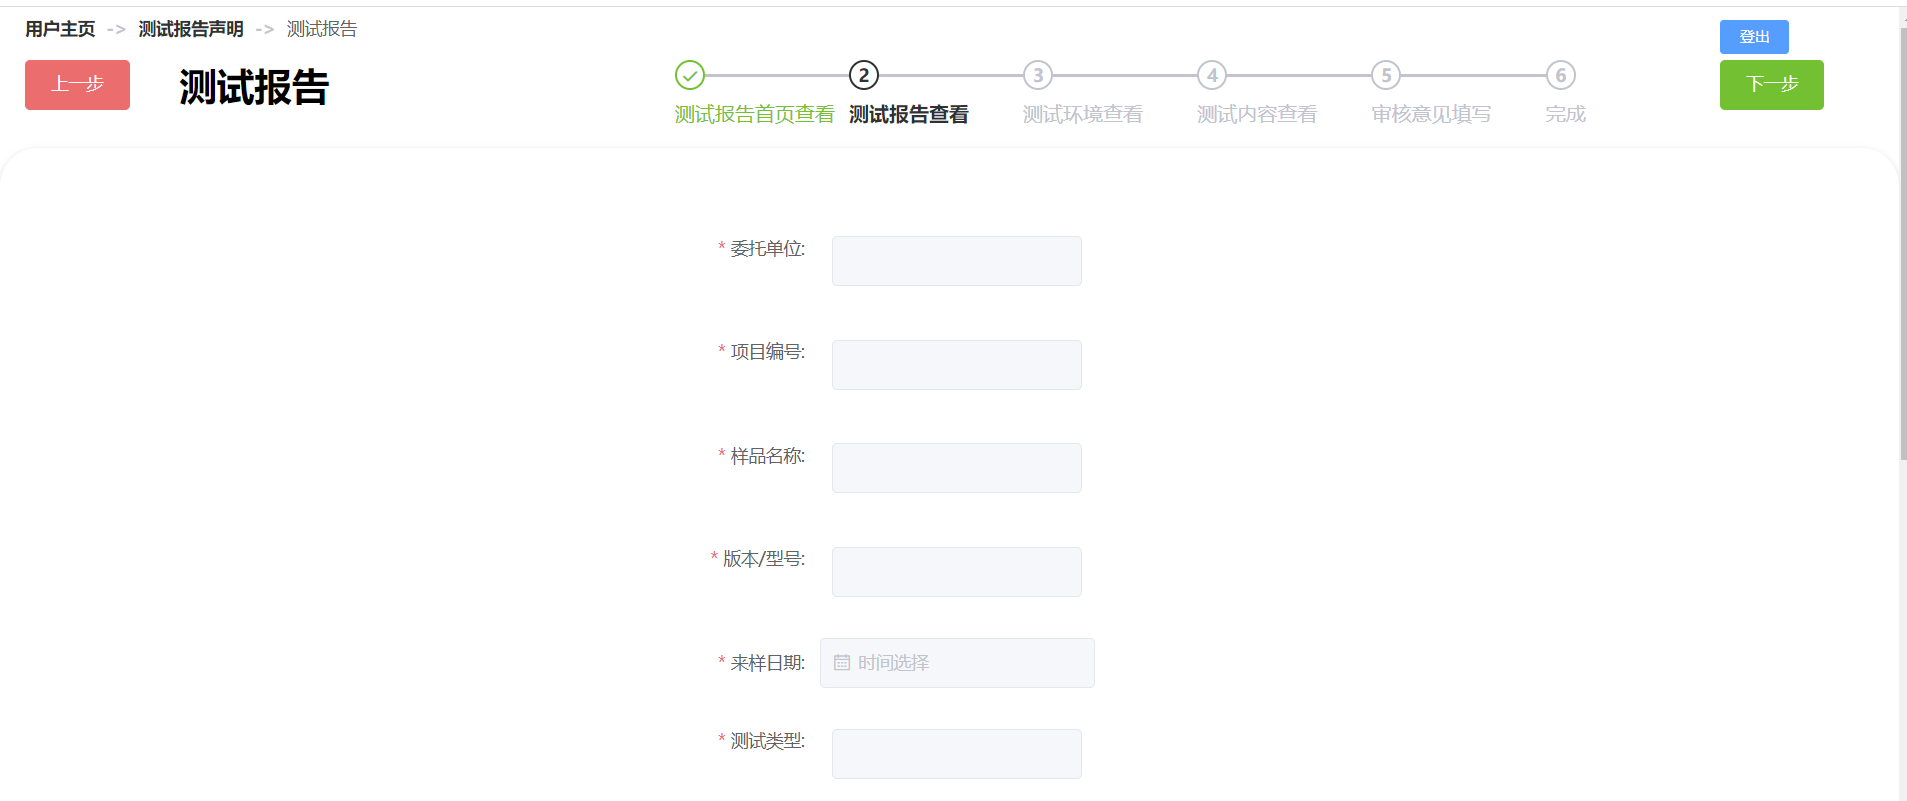 用户主页 -> 测试报告声明 -> 测试报告
登出
上一步
测试报告
2 3 4 5 6
测试报告首页查看 测试报告查看 测试环境查看 测试内容查看 审核意见填写 完成
下一步
* 委托单位:
* 项目编号:
* 样品名称:
* 版本/型号:
* 来样日期: 时间选择
* 测试类型: